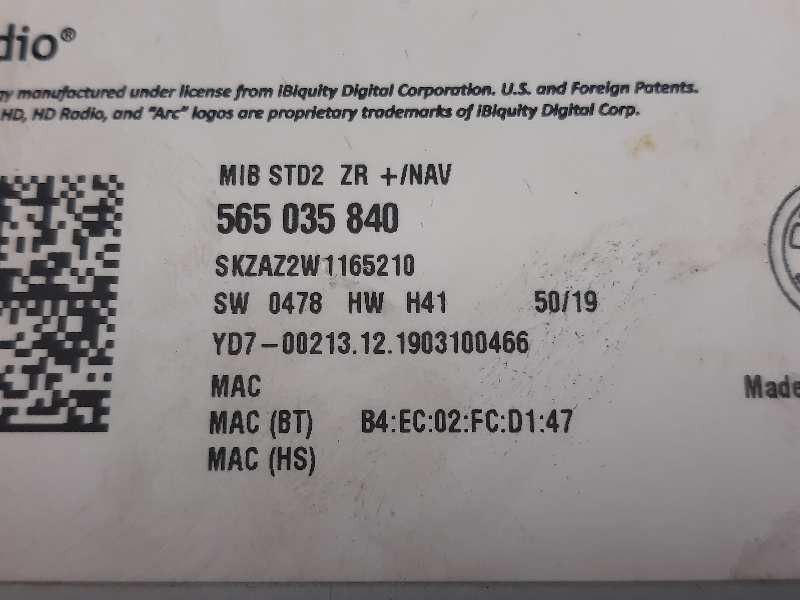 dio®
gy manufactured under license from iBiquity Digital Corporation. U.S. and Foreign Patents.
HD, HD Radio, and "Arc" logos are proprietary trademarks of iBiquity Digital Corp.
MIB STD2 ZR +/NAV
565 035 840
SKZAZ2W1165210
SW 0478 HW H41 50/19
YD7-00213.12.1903100466
MAC
MAC (BT) B4:EC:02:FC:D1:47
MAC (HS)
Made